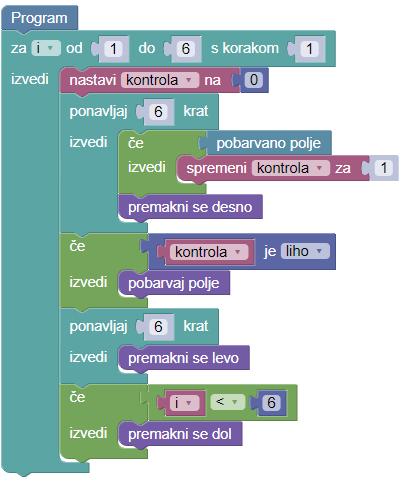 Program
za i od 1 do 6 s korakom 1
izvedi nastavi kontrola na 0
ponavljaj 6 krat
izvedi če pobarvano polje
izvedi spremeni kontrola za 1
premakni se desno
če kontrola je liho
izvedi pobarvaj polje
ponavljaj 6 krat
izvedi premakni se levo
če i < 6
izvedi premakni se dol